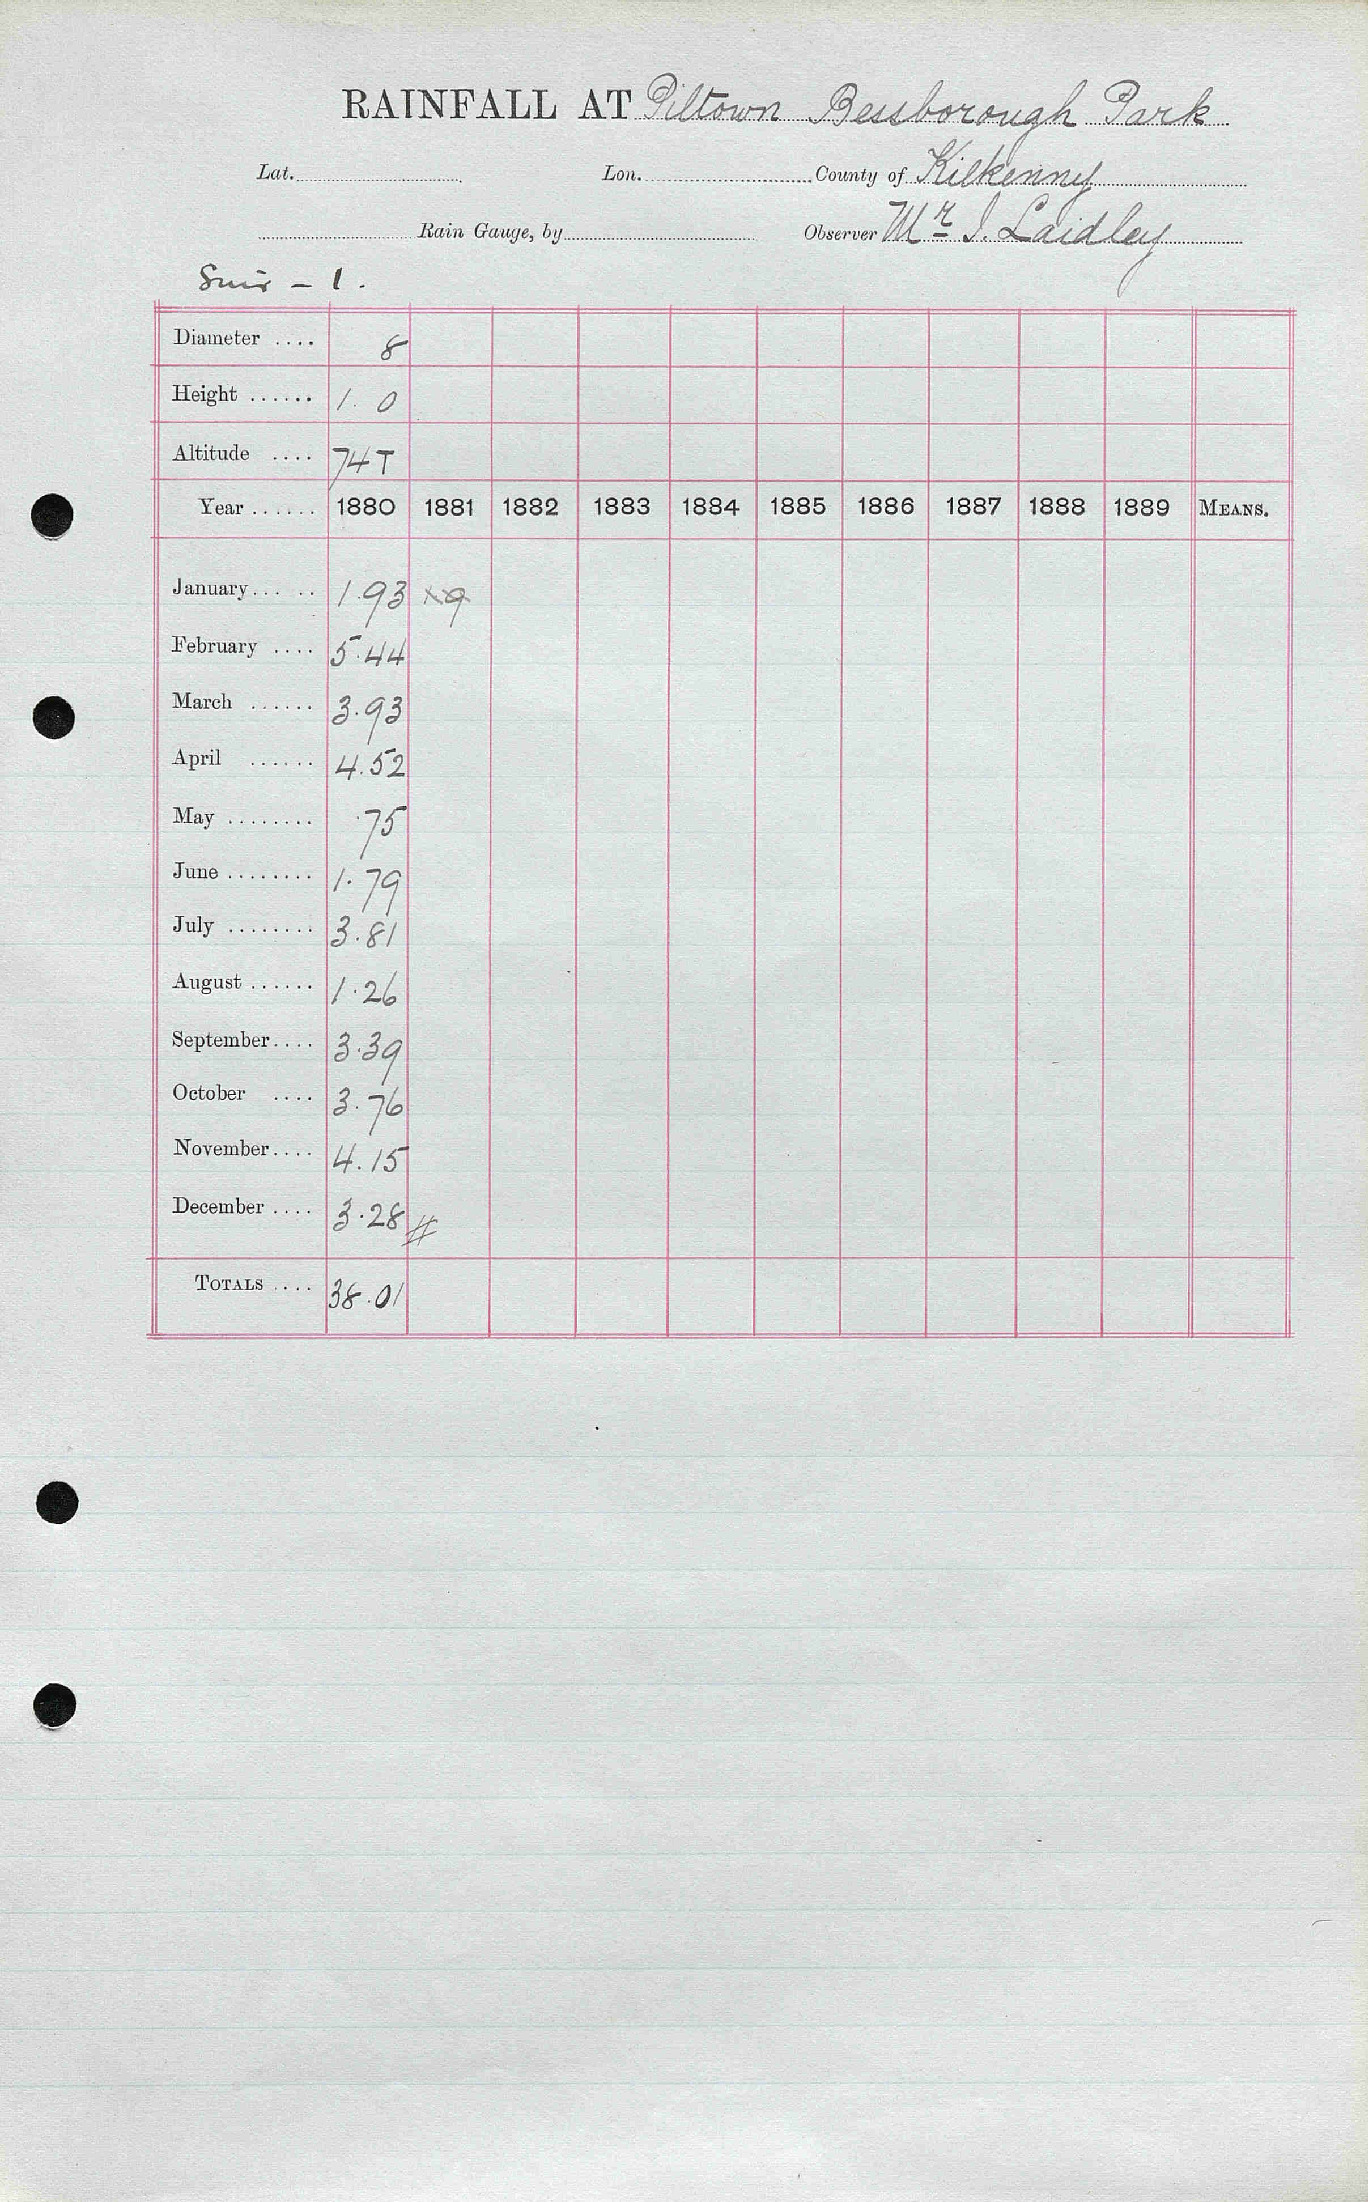 RAINFALL AT Piltown Bessborough Park
Lat. Lon. County of Kilkenny
Rain Gauge, by Observer Mr I. Laidley
Suir - 1.
Diameter .... 8
Height ...... 1. 0
Altitude .... 74T
Year ...... 1880 1881 1882 1883 1884 1885 1886 1887 1888 1889 MEANS.
January.... .. 1.93
February .... 5.44
March ...... 3.93
April ...... 4.52
May ........ .75
June ........ 1.79
July ........ 3.81
August ...... 1.26
September.... 3.39
October .... 3.76
November.... 4.15
December .... 3.28 #
TOTALS .... 38.01